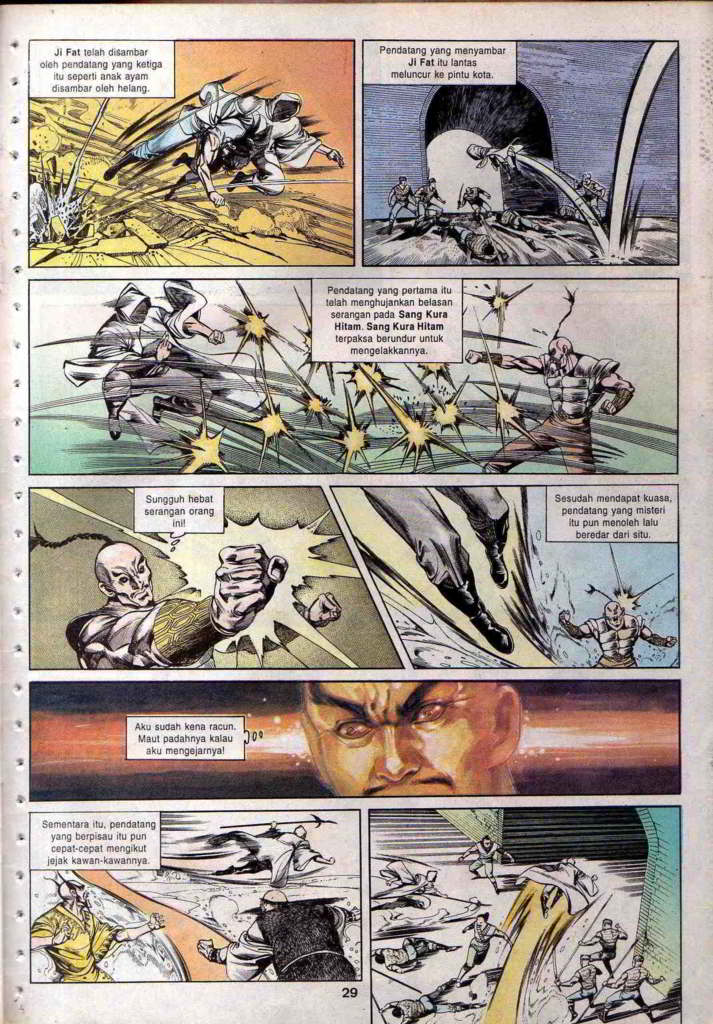 Ji Fat telah disambar
oleh pendatang yang ketiga
itu seperti anak ayam
disambar oleh helang.
Pendatang yang menyambar
Ji Fat itu lantas
meluncur ke pintu kota.
Pendatang yang pertama itu
telah menghujankan belasan
serangan pada Sang Kura
Hitam. Sang Kura Hitam
terpaksa berundur untuk
mengelakkannya.
Sungguh hebat
serangan orang
ini!
Sesudah mendapat kuasa,
pendatang yang misteri
itu pun menoleh lalu
beredar dari situ.
Aku sudah kena racun.
Maut padahnya kalau
aku mengejarnya!
Sementara itu, pendatang
yang berpisau itu pun
cepat-cepat mengikut
jejak kawan-kawannya.
29